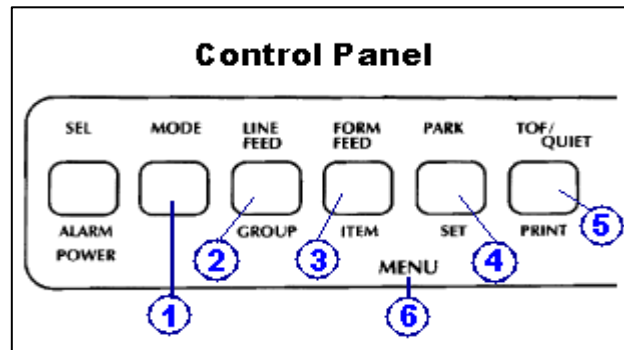 Control Panel
SEL MODE LINE FEED FORM FEED PARK TOF/ QUIET
ALARM POWER GROUP ITEM SET PRINT
MENU
1
2
3
4
5
6